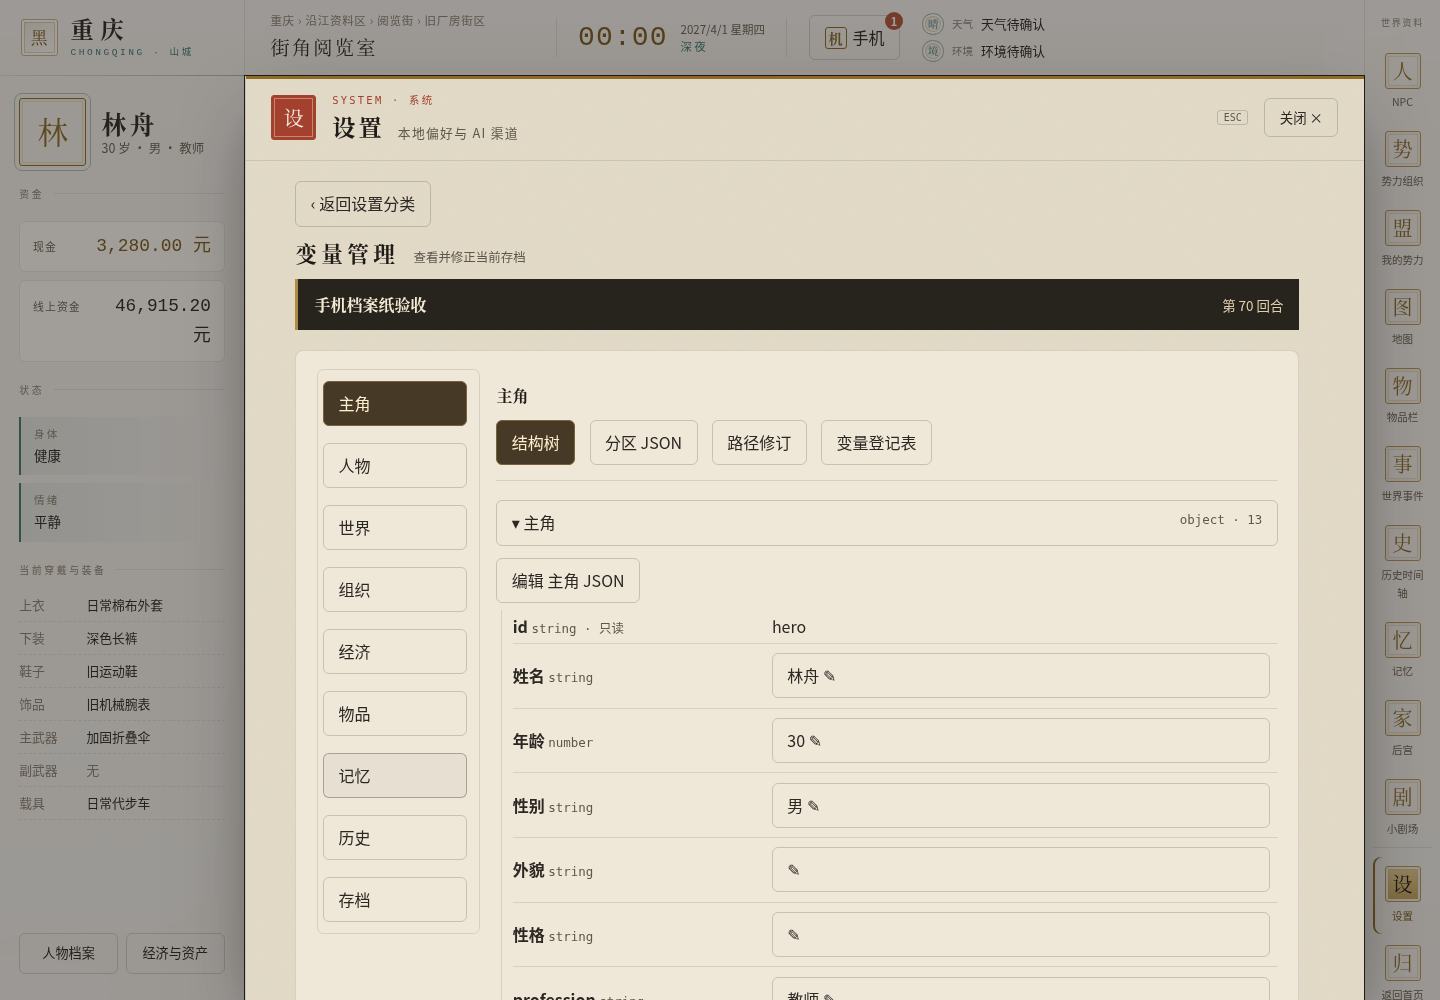 黑
重庆
CHONGQING · 山城
重庆 › 沿江资料区 › 阅览街 › 旧厂房街区
街角阅览室
00:00
2027/4/1 星期四
深夜
机 手机
1
晴 天气 天气待确认
境 环境 环境待确认
世界资料
林
林舟
30 岁 • 男 • 教师
资金
现金 3,280.00 元
线上资金 46,915.20
元
状态
身体
健康
情绪
平静
当前穿戴与装备
上衣 日常棉布外套
下装 深色长裤
鞋子 旧运动鞋
饰品 旧机械腕表
主武器 加固折叠伞
副武器 无
载具 日常代步车
人物档案
经济与资产
设
SYSTEM · 系统
设置 本地偏好与 AI 渠道
ESC
关闭 ×
‹ 返回设置分类
变量管理 查看并修正当前存档
手机档案纸验收 第 70 回合
主角
人物
世界
组织
经济
物品
记忆
历史
存档
主角
结构树
分区 JSON
路径修订
变量登记表
▾ 主角 object · 13
编辑 主角 JSON
id string · 只读 hero
姓名 string 林舟 ✎
年龄 number 30 ✎
性别 string 男 ✎
外貌 string ✎
性格 string ✎
profession string 教师 ✎
人
NPC
势
势力组织
盟
我的势力
图
地图
物
物品栏
事
世界事件
史
历史时间
轴
忆
记忆
家
后宫
剧
小剧场
设
设置
归
返回首页